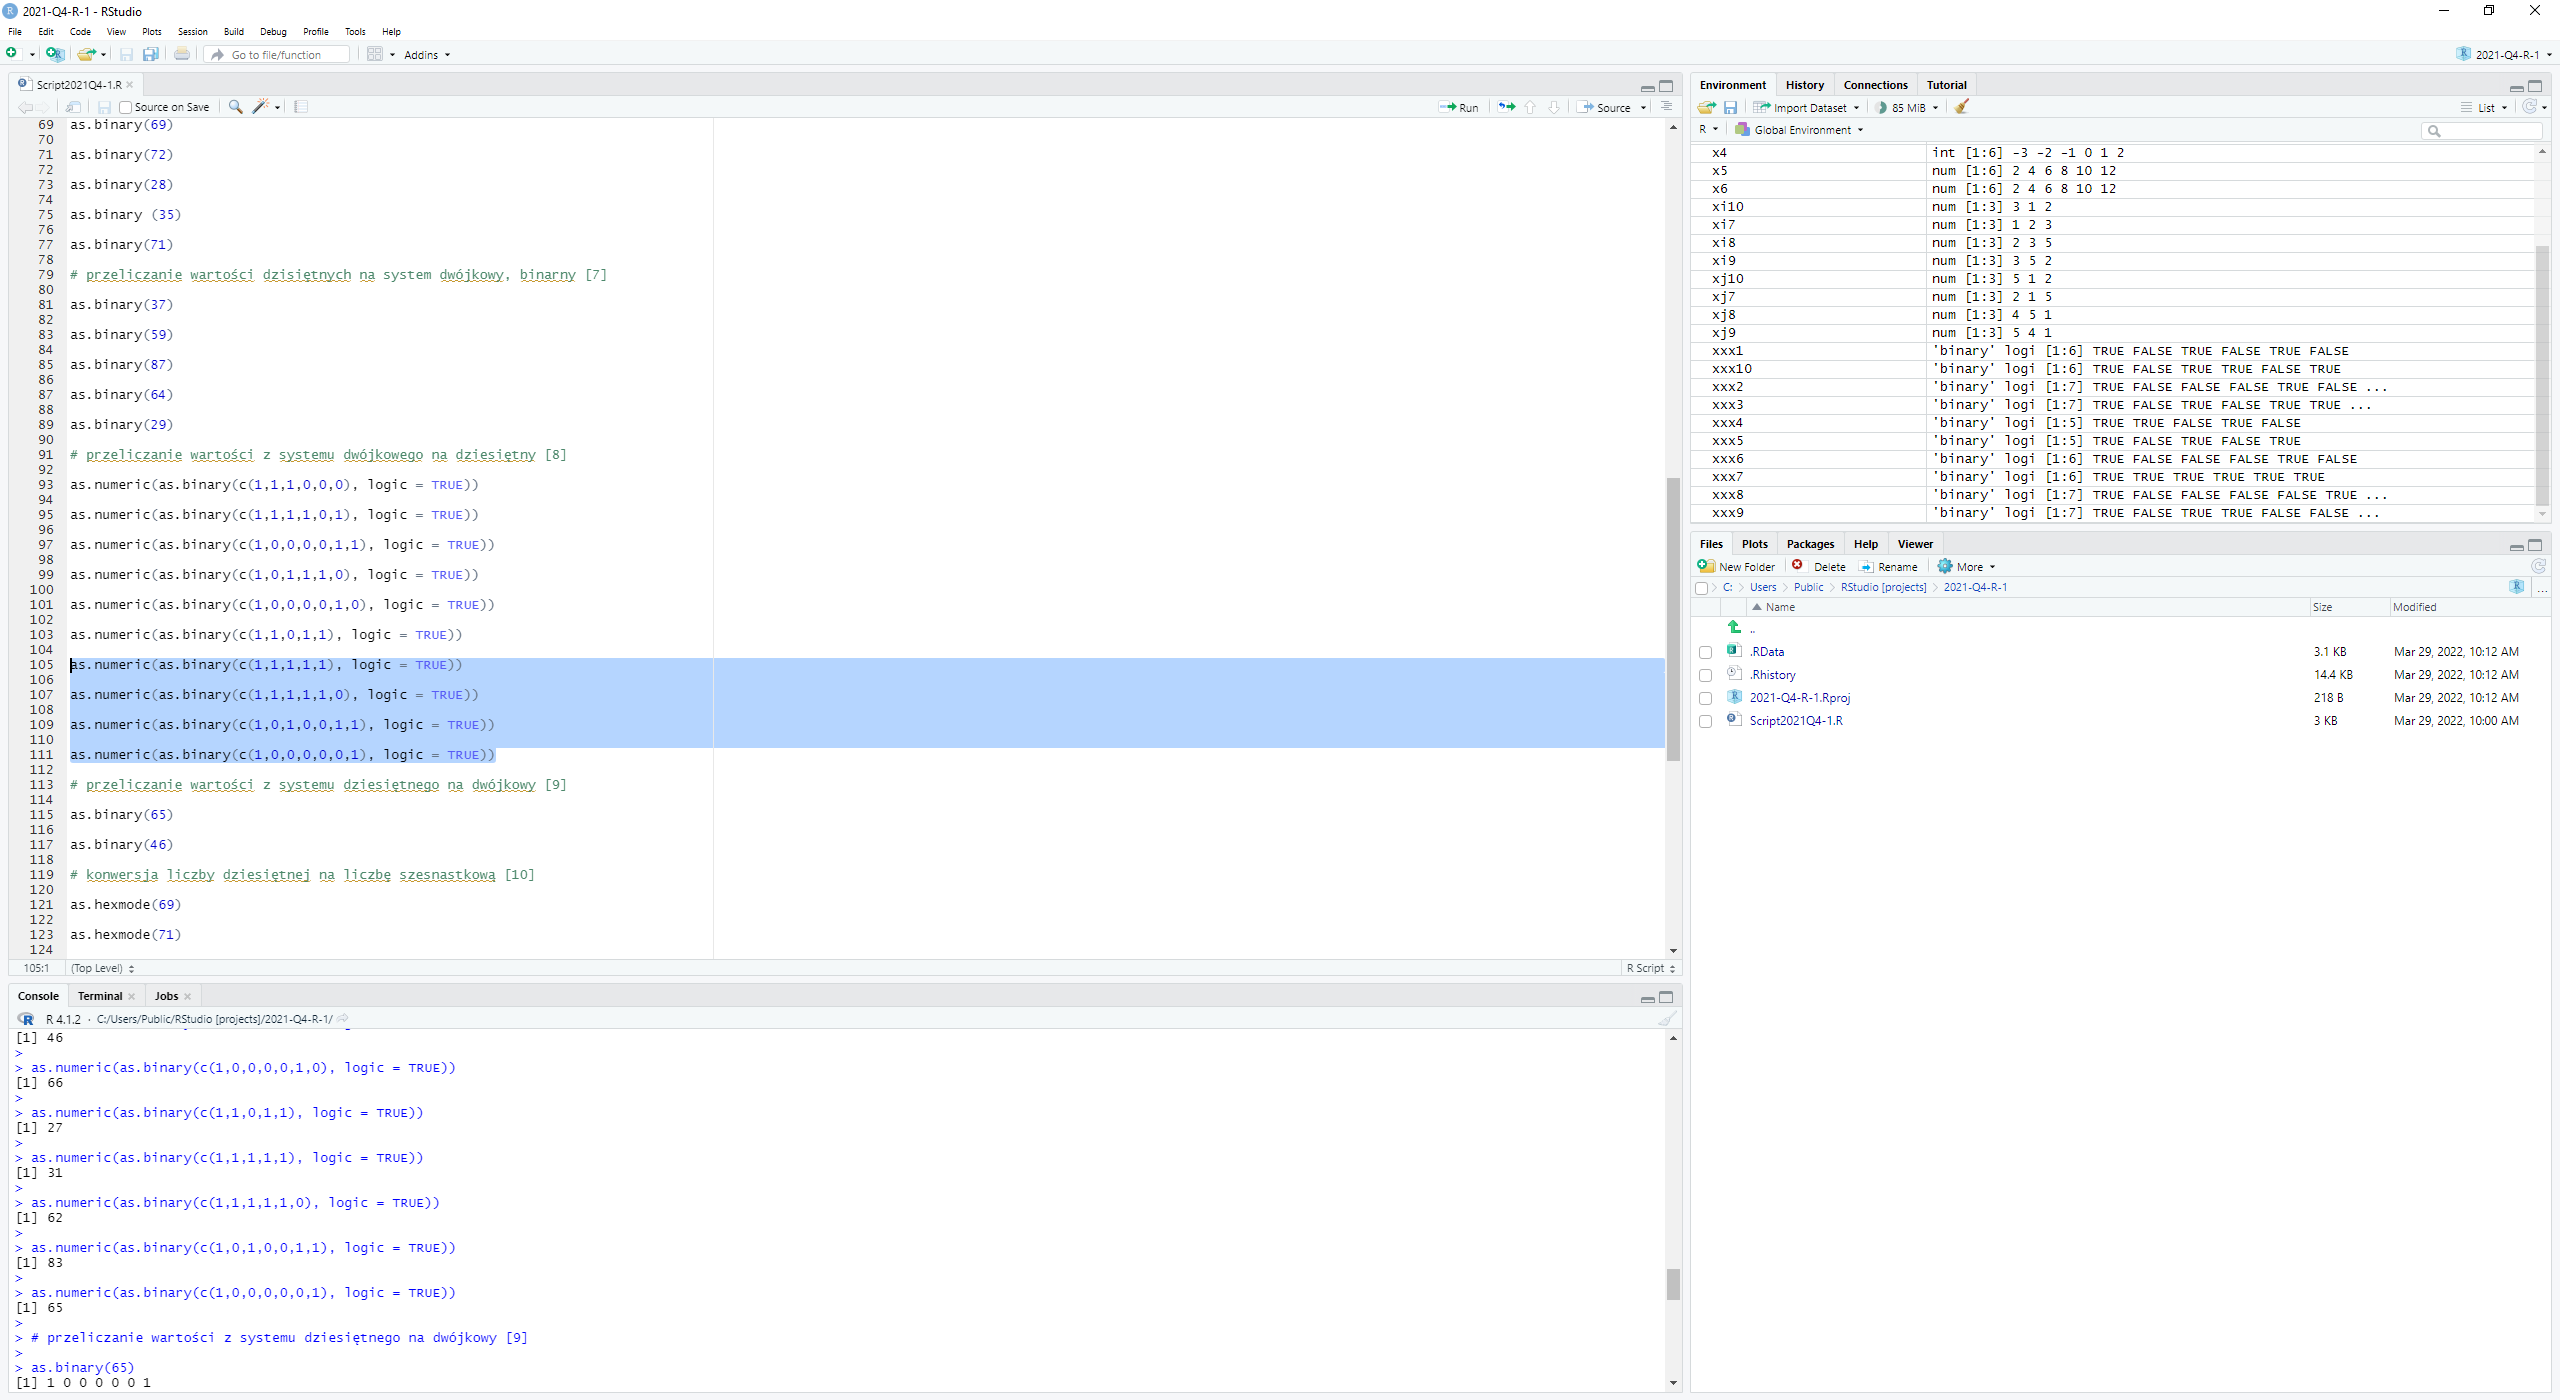 2021-Q4-R-1 - RStudio
File Edit Code View Plots Session Build Debug Profile Tools Help
Go to file/function Addins 2021-Q4-R-1
Script2021Q4-1.R
Source on Save Run Source
69 as.binary(69)
70
71 as.binary(72)
72
73 as.binary(28)
74
75 as.binary (35)
76
77 as.binary(71)
78
79 # przeliczanie wartości dzisiętnych na system dwójkowy, binarny [7]
80
81 as.binary(37)
82
83 as.binary(59)
84
85 as.binary(87)
86
87 as.binary(64)
88
89 as.binary(29)
90
91 # przeliczanie wartości z systemu dwójkowego na dziesiętny [8]
92
93 as.numeric(as.binary(c(1,1,1,0,0,0), logic = TRUE))
94
95 as.numeric(as.binary(c(1,1,1,1,0,1), logic = TRUE))
96
97 as.numeric(as.binary(c(1,0,0,0,0,1,1), logic = TRUE))
98
99 as.numeric(as.binary(c(1,0,1,1,1,0), logic = TRUE))
100
101 as.numeric(as.binary(c(1,0,0,0,0,1,0), logic = TRUE))
102
103 as.numeric(as.binary(c(1,1,0,1,1), logic = TRUE))
104
105 as.numeric(as.binary(c(1,1,1,1,1), logic = TRUE))
106
107 as.numeric(as.binary(c(1,1,1,1,1,0), logic = TRUE))
108
109 as.numeric(as.binary(c(1,0,1,0,0,1,1), logic = TRUE))
110
111 as.numeric(as.binary(c(1,0,0,0,0,0,1), logic = TRUE))
112
113 # przeliczanie wartości z systemu dziesiętnego na dwójkowy [9]
114
115 as.binary(65)
116
117 as.binary(46)
118
119 # konwersja liczby dziesiętnej na liczbę szesnastkową [10]
120
121 as.hexmode(69)
122
123 as.hexmode(71)
124
105:1 (Top Level) R Script
Console Terminal Jobs
R 4.1.2 · C:/Users/Public/RStudio [projects]/2021-Q4-R-1/
[1] 46
>
> as.numeric(as.binary(c(1,0,0,0,0,1,0), logic = TRUE))
[1] 66
>
> as.numeric(as.binary(c(1,1,0,1,1), logic = TRUE))
[1] 27
>
> as.numeric(as.binary(c(1,1,1,1,1), logic = TRUE))
[1] 31
>
> as.numeric(as.binary(c(1,1,1,1,1,0), logic = TRUE))
[1] 62
>
> as.numeric(as.binary(c(1,0,1,0,0,1,1), logic = TRUE))
[1] 83
>
> as.numeric(as.binary(c(1,0,0,0,0,0,1), logic = TRUE))
[1] 65
>
> # przeliczanie wartości z systemu dziesiętnego na dwójkowy [9]
>
> as.binary(65)
[1] 1 0 0 0 0 0 1
Environment History Connections Tutorial
Import Dataset 85 MiB List
R Global Environment
x4 int [1:6] -3 -2 -1 0 1 2
x5 num [1:6] 2 4 6 8 10 12
x6 num [1:6] 2 4 6 8 10 12
xi10 num [1:3] 3 1 2
xi7 num [1:3] 1 2 3
xi8 num [1:3] 2 3 5
xi9 num [1:3] 3 5 2
xj10 num [1:3] 5 1 2
xj7 num [1:3] 2 1 5
xj8 num [1:3] 4 5 1
xj9 num [1:3] 5 4 1
xxx1 'binary' logi [1:6] TRUE FALSE TRUE FALSE TRUE FALSE
xxx10 'binary' logi [1:6] TRUE FALSE TRUE TRUE FALSE TRUE
xxx2 'binary' logi [1:7] TRUE FALSE FALSE FALSE TRUE FALSE ...
xxx3 'binary' logi [1:7] TRUE FALSE TRUE FALSE TRUE TRUE ...
xxx4 'binary' logi [1:5] TRUE TRUE FALSE TRUE FALSE
xxx5 'binary' logi [1:5] TRUE FALSE TRUE FALSE TRUE
xxx6 'binary' logi [1:6] TRUE FALSE FALSE FALSE TRUE FALSE
xxx7 'binary' logi [1:6] TRUE TRUE TRUE TRUE TRUE TRUE
xxx8 'binary' logi [1:7] TRUE FALSE FALSE FALSE FALSE TRUE ...
xxx9 'binary' logi [1:7] TRUE FALSE TRUE TRUE FALSE FALSE ...
Files Plots Packages Help Viewer
New Folder Delete Rename More
C: Users Public RStudio [projects] 2021-Q4-R-1 ...
Name Size Modified
..
.RData 3.1 KB Mar 29, 2022, 10:12 AM
.Rhistory 14.4 KB Mar 29, 2022, 10:12 AM
2021-Q4-R-1.Rproj 218 B Mar 29, 2022, 10:12 AM
Script2021Q4-1.R 3 KB Mar 29, 2022, 10:00 AM